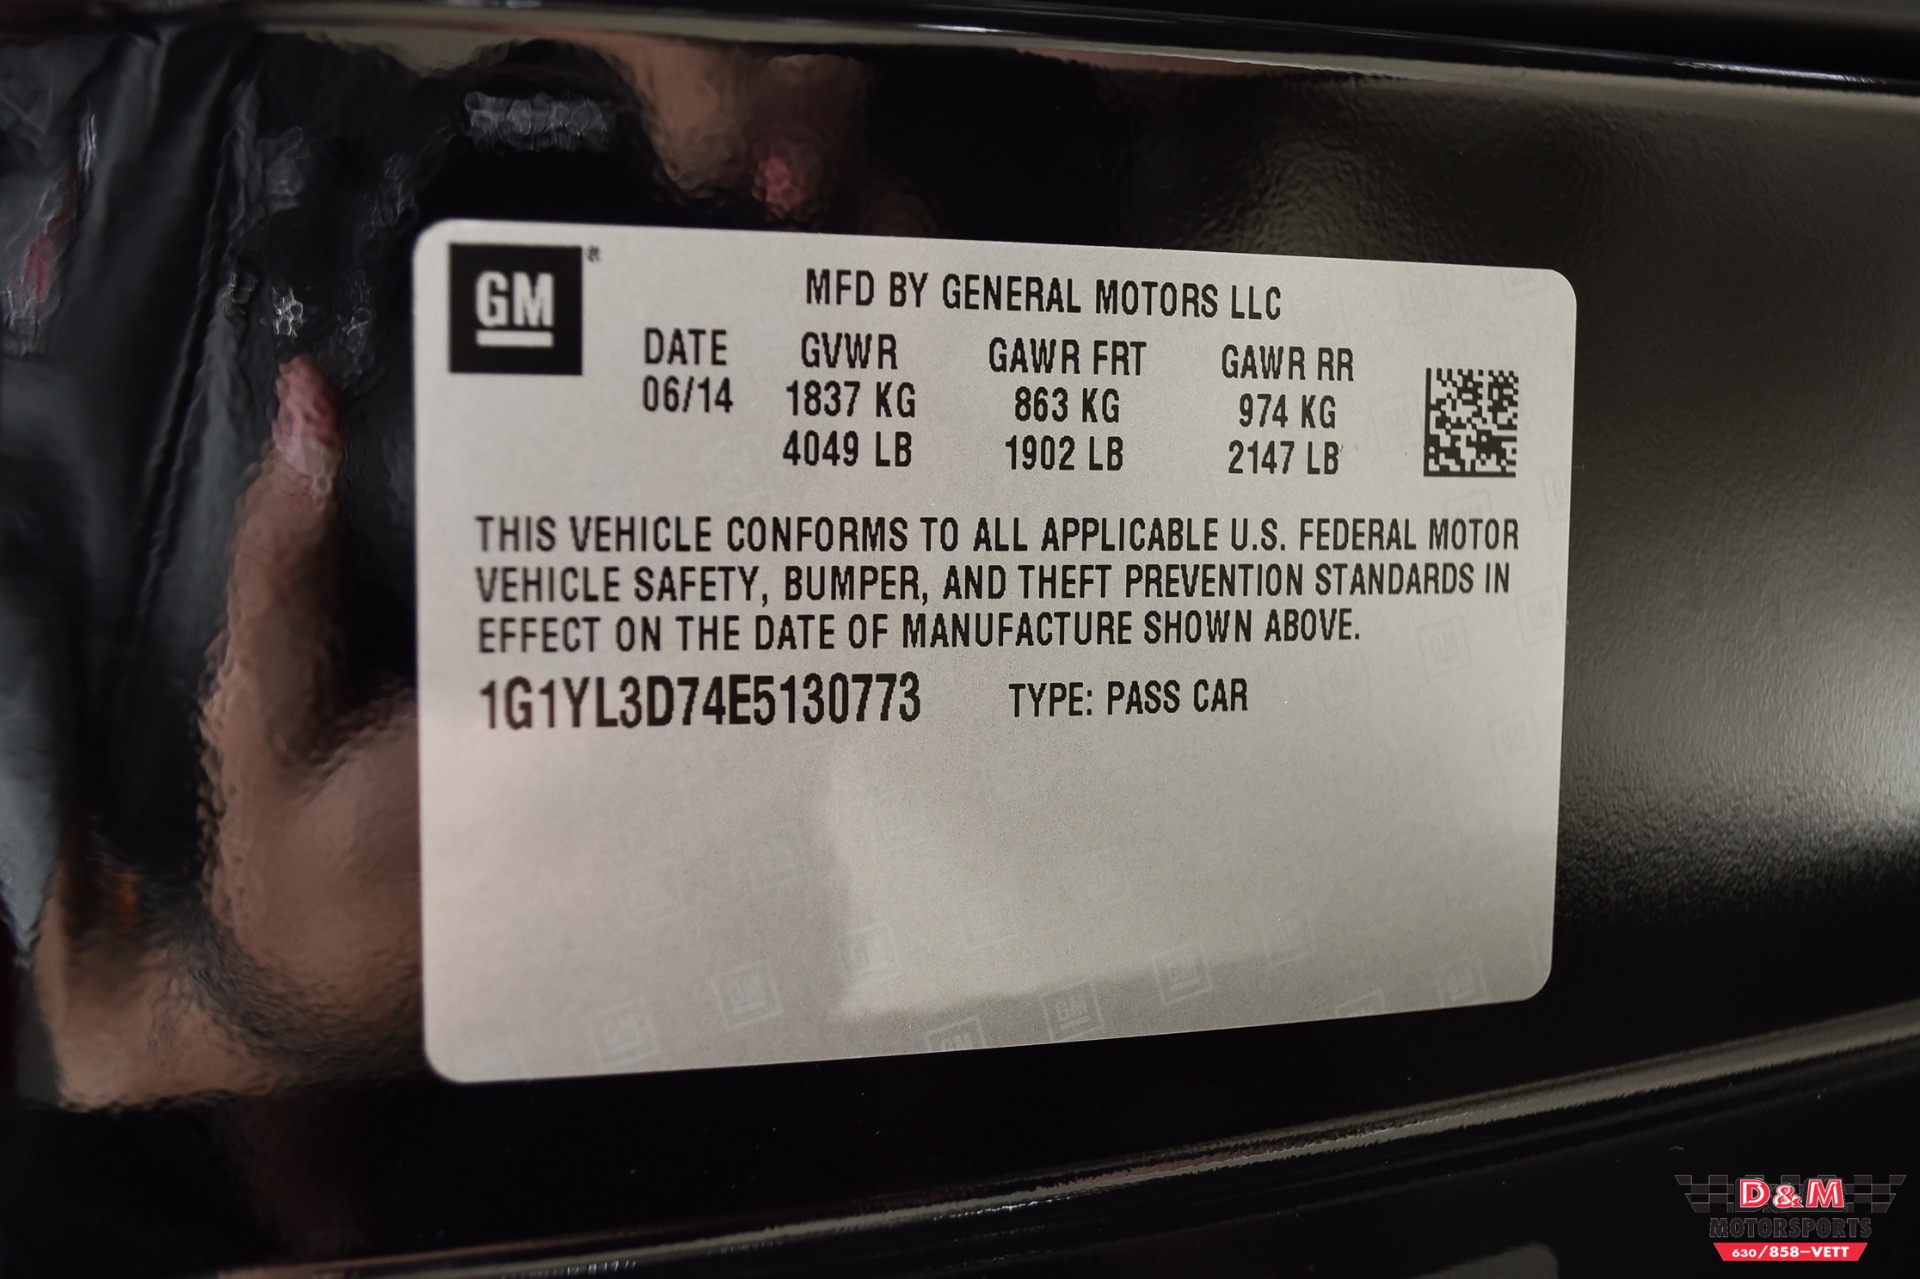 GM®
MFD BY GENERAL MOTORS LLC
DATE GVWR GAWR FRT GAWR RR
06/14 1837 KG 863 KG 974 KG
4049 LB 1902 LB 2147 LB
THIS VEHICLE CONFORMS TO ALL APPLICABLE U.S. FEDERAL MOTOR
VEHICLE SAFETY, BUMPER, AND THEFT PREVENTION STANDARDS IN
EFFECT ON THE DATE OF MANUFACTURE SHOWN ABOVE.
1G1YL3D74E5130773 TYPE: PASS CAR
D&M
MOTORSPORTS
630/858-VETT